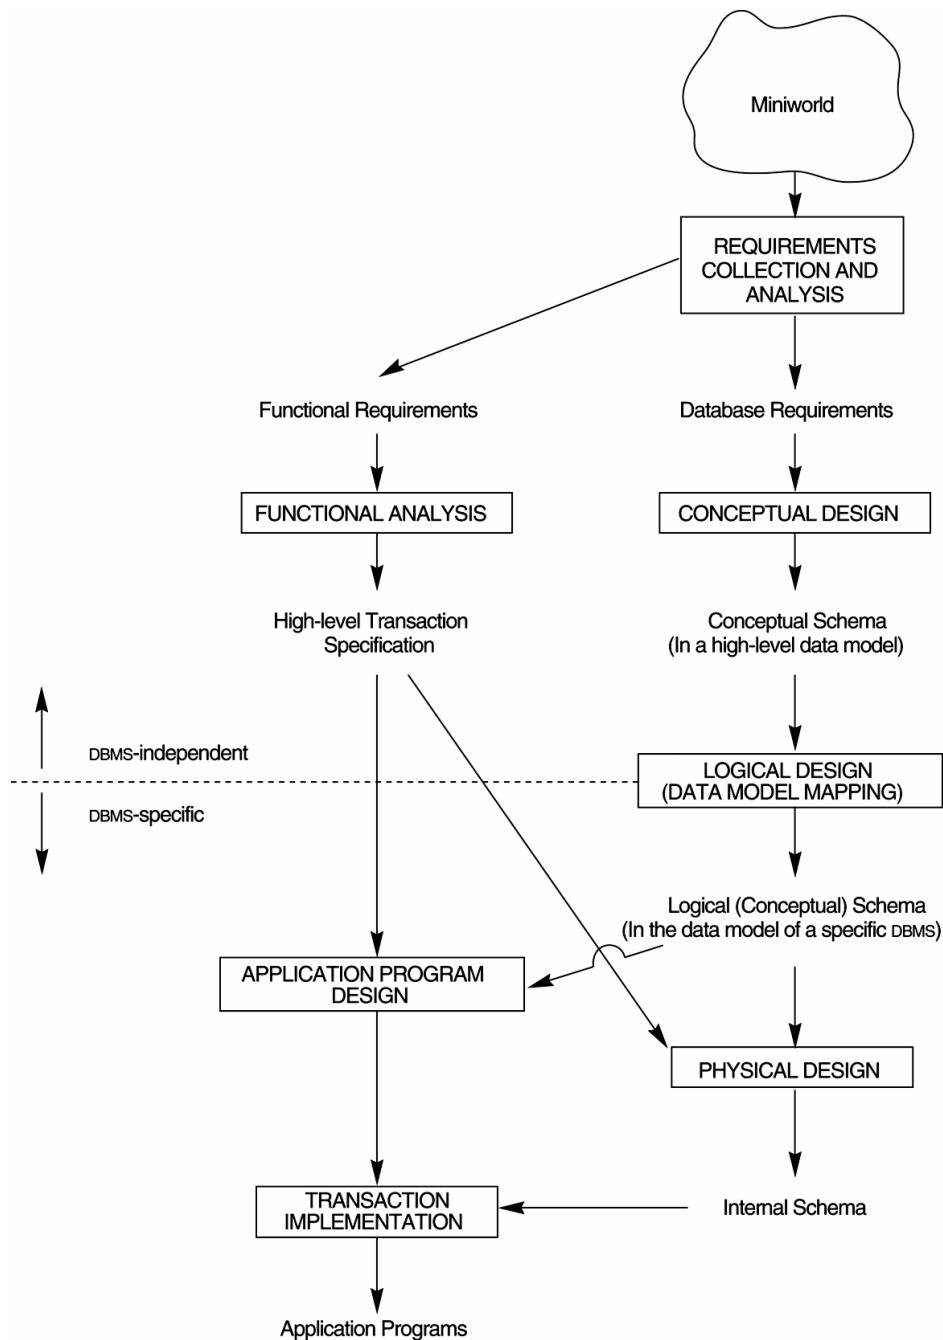 Miniworld
REQUIREMENTS
COLLECTION AND
ANALYSIS
Functional Requirements
Database Requirements
FUNCTIONAL ANALYSIS
CONCEPTUAL DESIGN
High-level Transaction
Specification
Conceptual Schema
(In a high-level data model)
DBMS-independent
LOGICAL DESIGN
(DATA MODEL MAPPING)
DBMS-specific
Logical (Conceptual) Schema
(In the data model of a specific DBMS)
APPLICATION PROGRAM
DESIGN
PHYSICAL DESIGN
TRANSACTION
IMPLEMENTATION
Internal Schema
Application Programs